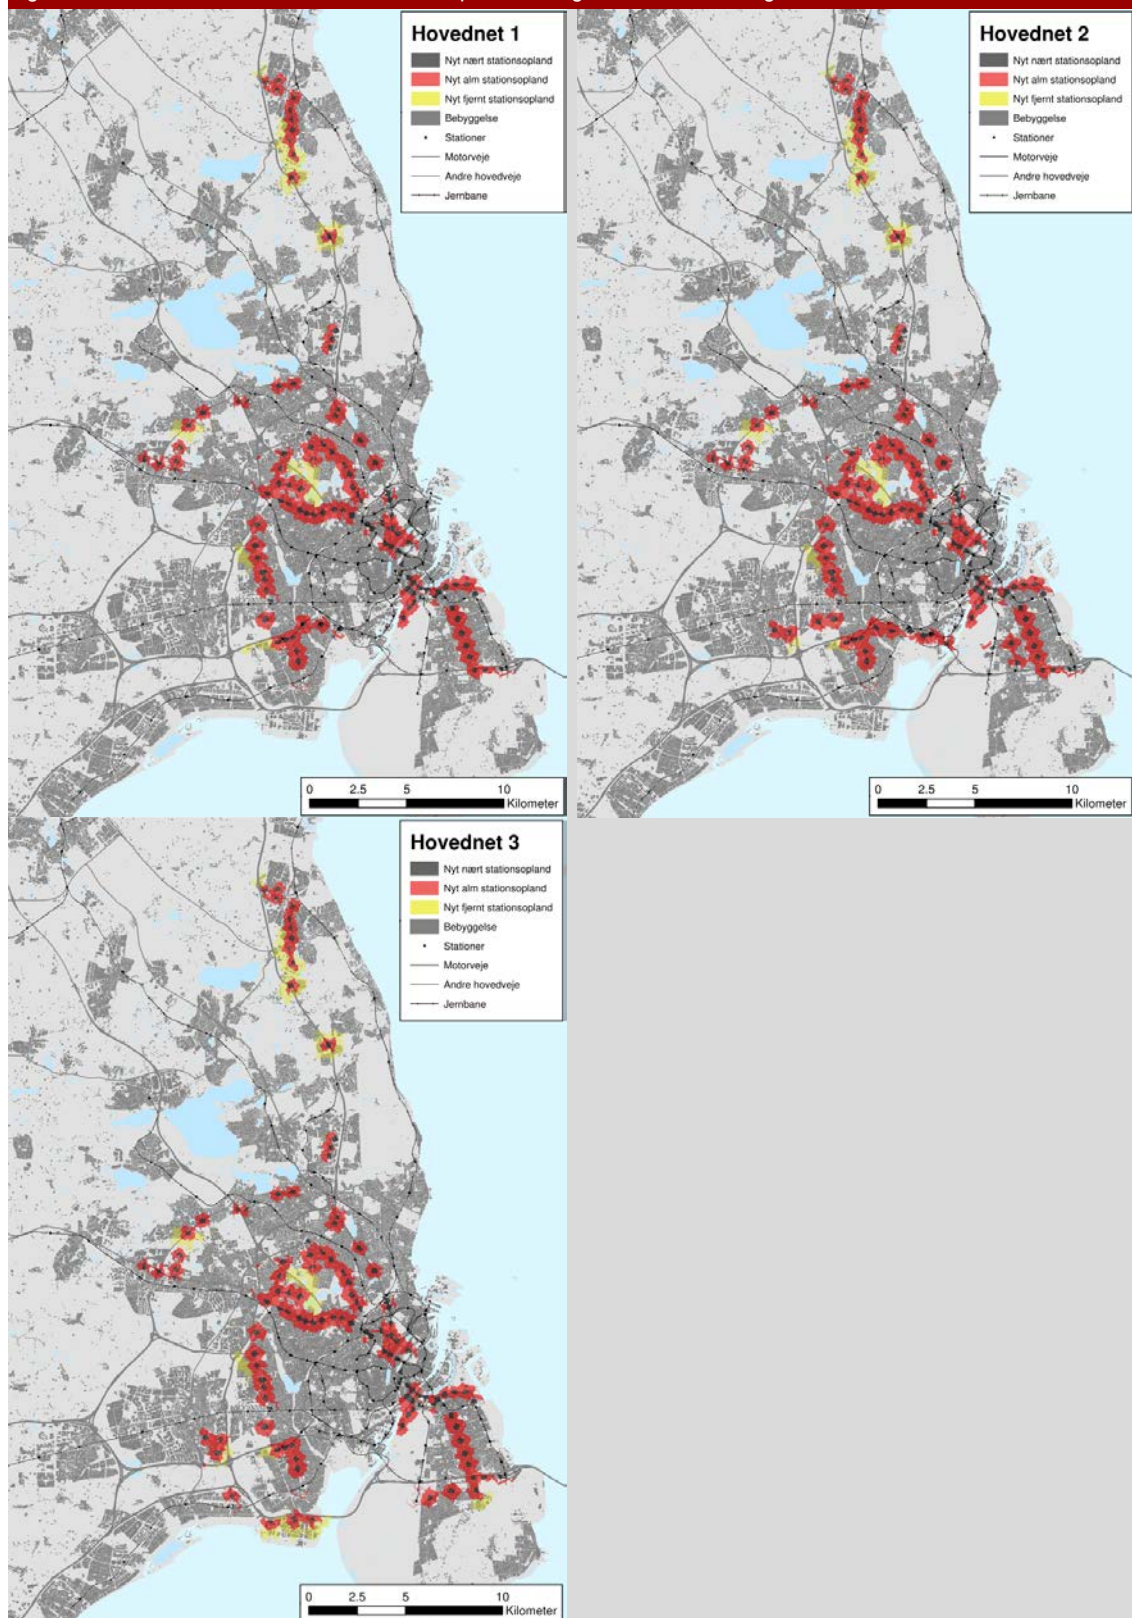 Hovednet 1
Nyt nært stationsopland
Nyt alm stationsopland
Nyt fjernt stationsopland
Bebyggelse
Stationer
Motorveje
Andre hovedveje
Jernbane
0 2.5 5 10
Kilometer
Hovednet 2
Nyt nært stationsopland
Nyt alm stationsopland
Nyt fjernt stationsopland
Bebyggelse
Stationer
Motorveje
Andre hovedveje
Jernbane
0 2.5 5 10
Kilometer
Hovednet 3
Nyt nært stationsopland
Nyt alm stationsopland
Nyt fjernt stationsopland
Bebyggelse
Stationer
Motorveje
Andre hovedveje
Jernbane
0 2.5 5 10
Kilometer